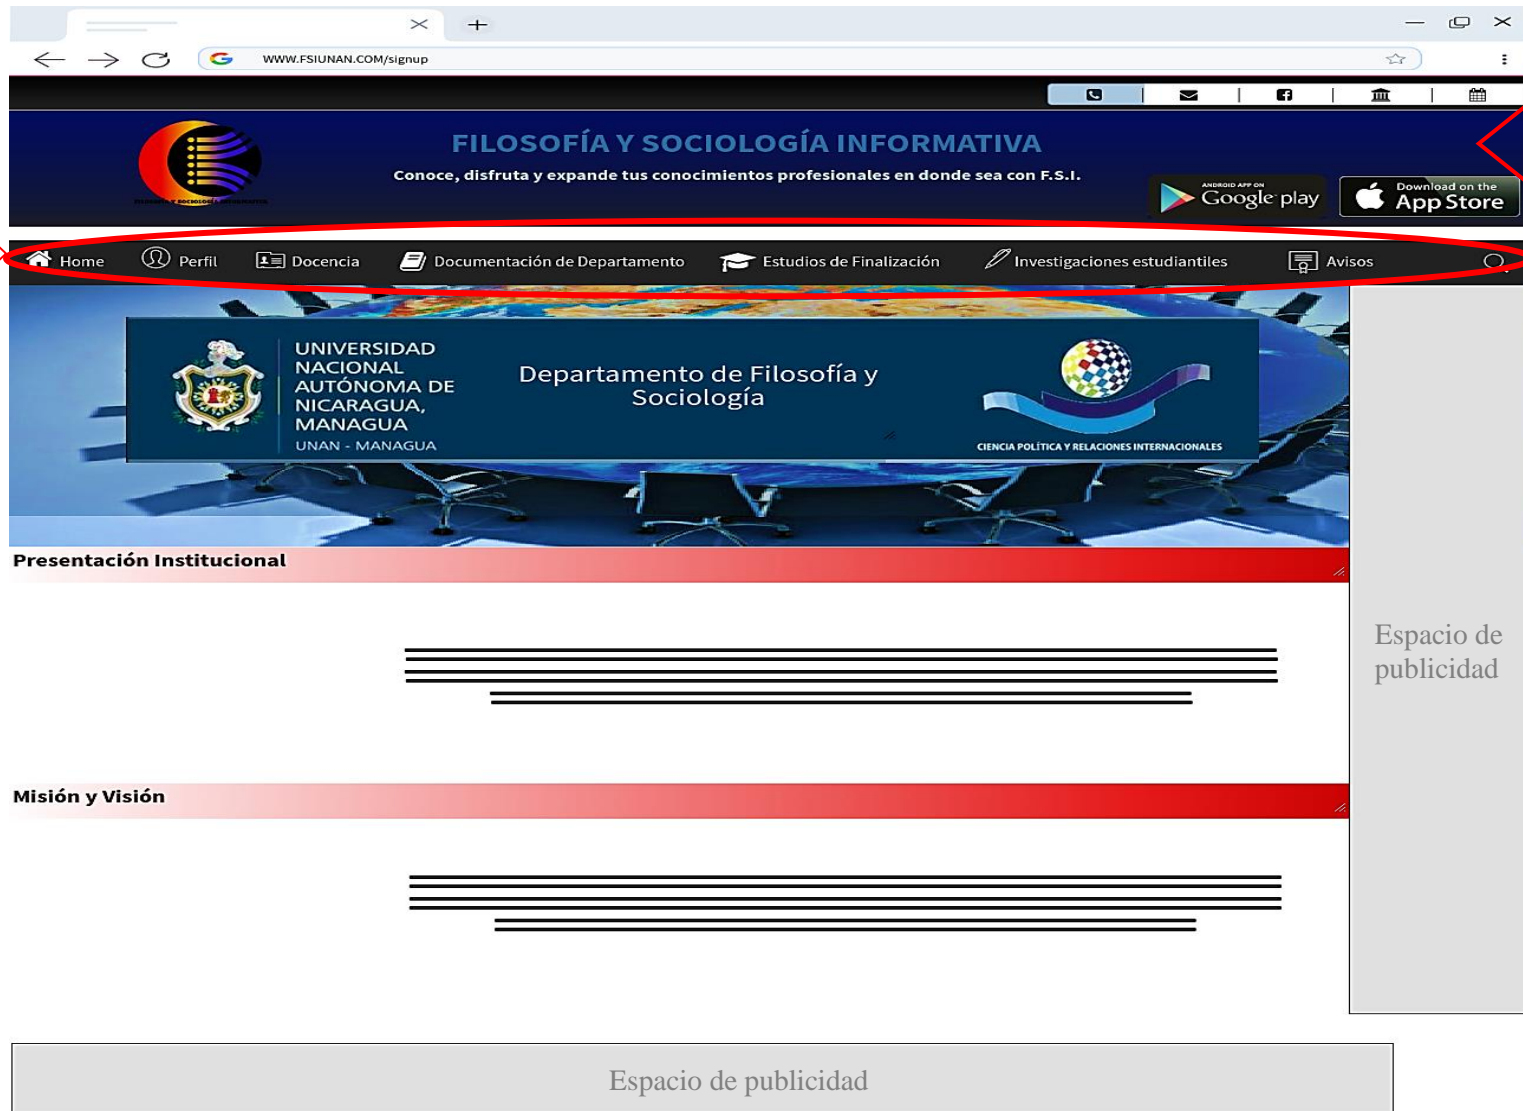 WWW.FSIUNAN.COM/signup
FILOSOFÍA Y SOCIOLOGÍA INFORMATIVA
Conoce, disfruta y expande tus conocimientos profesionales en donde sea con F.S.I.
FILOSOFÍA Y SOCIOLOGÍA INFORMATIVA
ANDROID APP ON
Google play
Download on the
App Store
Home Perfil Docencia Documentación de Departamento Estudios de Finalización Investigaciones estudiantiles Avisos
UNIVERSIDAD
NACIONAL
AUTÓNOMA DE
NICARAGUA,
MANAGUA
UNAN - MANAGUA
Departamento de Filosofía y
Sociología
CIENCIA POLÍTICA Y RELACIONES INTERNACIONALES
Presentación Institucional
Espacio de
publicidad
Misión y Visión
Espacio de publicidad